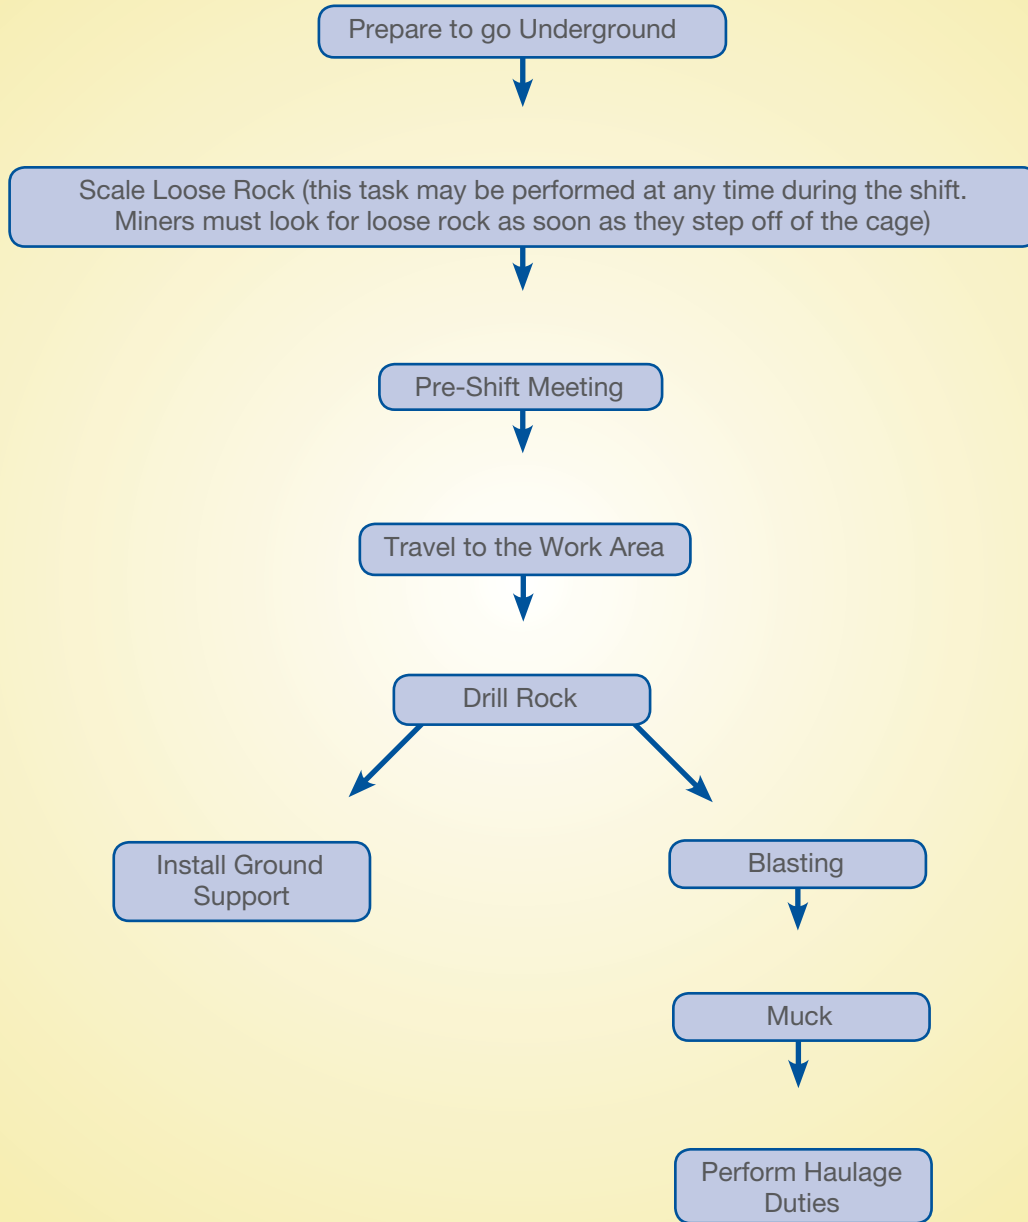 Prepare to go Underground
Scale Loose Rock (this task may be performed at any time during the shift.
Miners must look for loose rock as soon as they step off of the cage)
Pre-Shift Meeting
Travel to the Work Area
Drill Rock
Install Ground
Support
Blasting
Muck
Perform Haulage
Duties